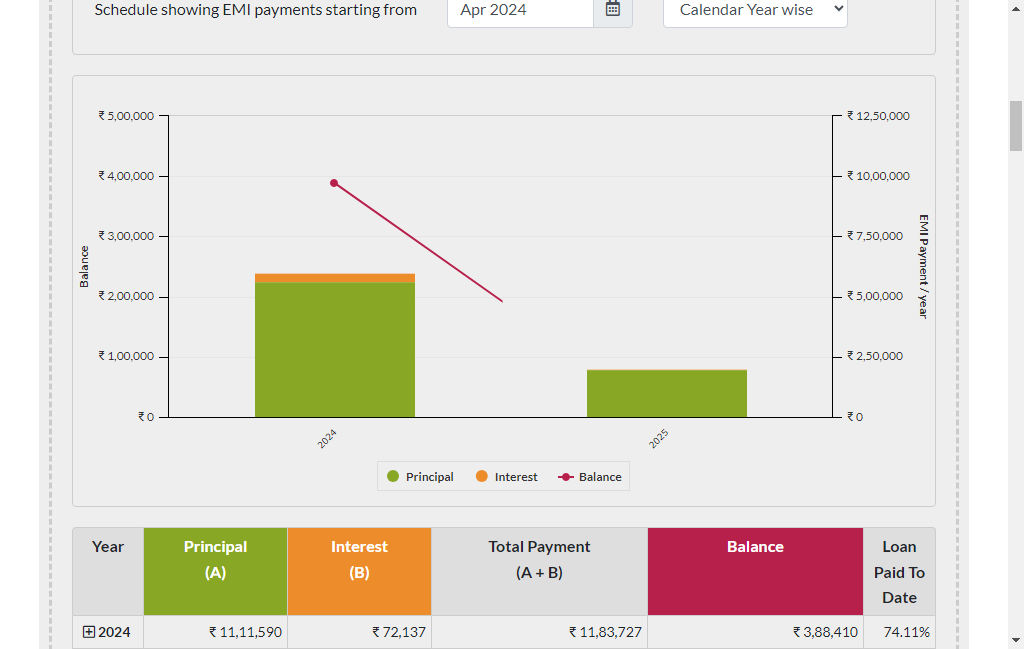 Schedule showing EMI payments starting from Apr 2024 Calendar Year wise
₹ 5,00,000
₹ 4,00,000
₹ 3,00,000
₹ 2,00,000
₹ 1,00,000
₹ 0
Balance
₹ 12,50,000
₹ 10,00,000
₹ 7,50,000
₹ 5,00,000
₹ 2,50,000
₹ 0
EMI Payment / year
2024 2025
Principal Interest Balance
Year Principal Interest Total Payment Balance Loan
(A) (B) (A + B) Paid To
Date
2024 ₹ 11,11,590 ₹ 72,137 ₹ 11,83,727 ₹ 3,88,410 74.11%